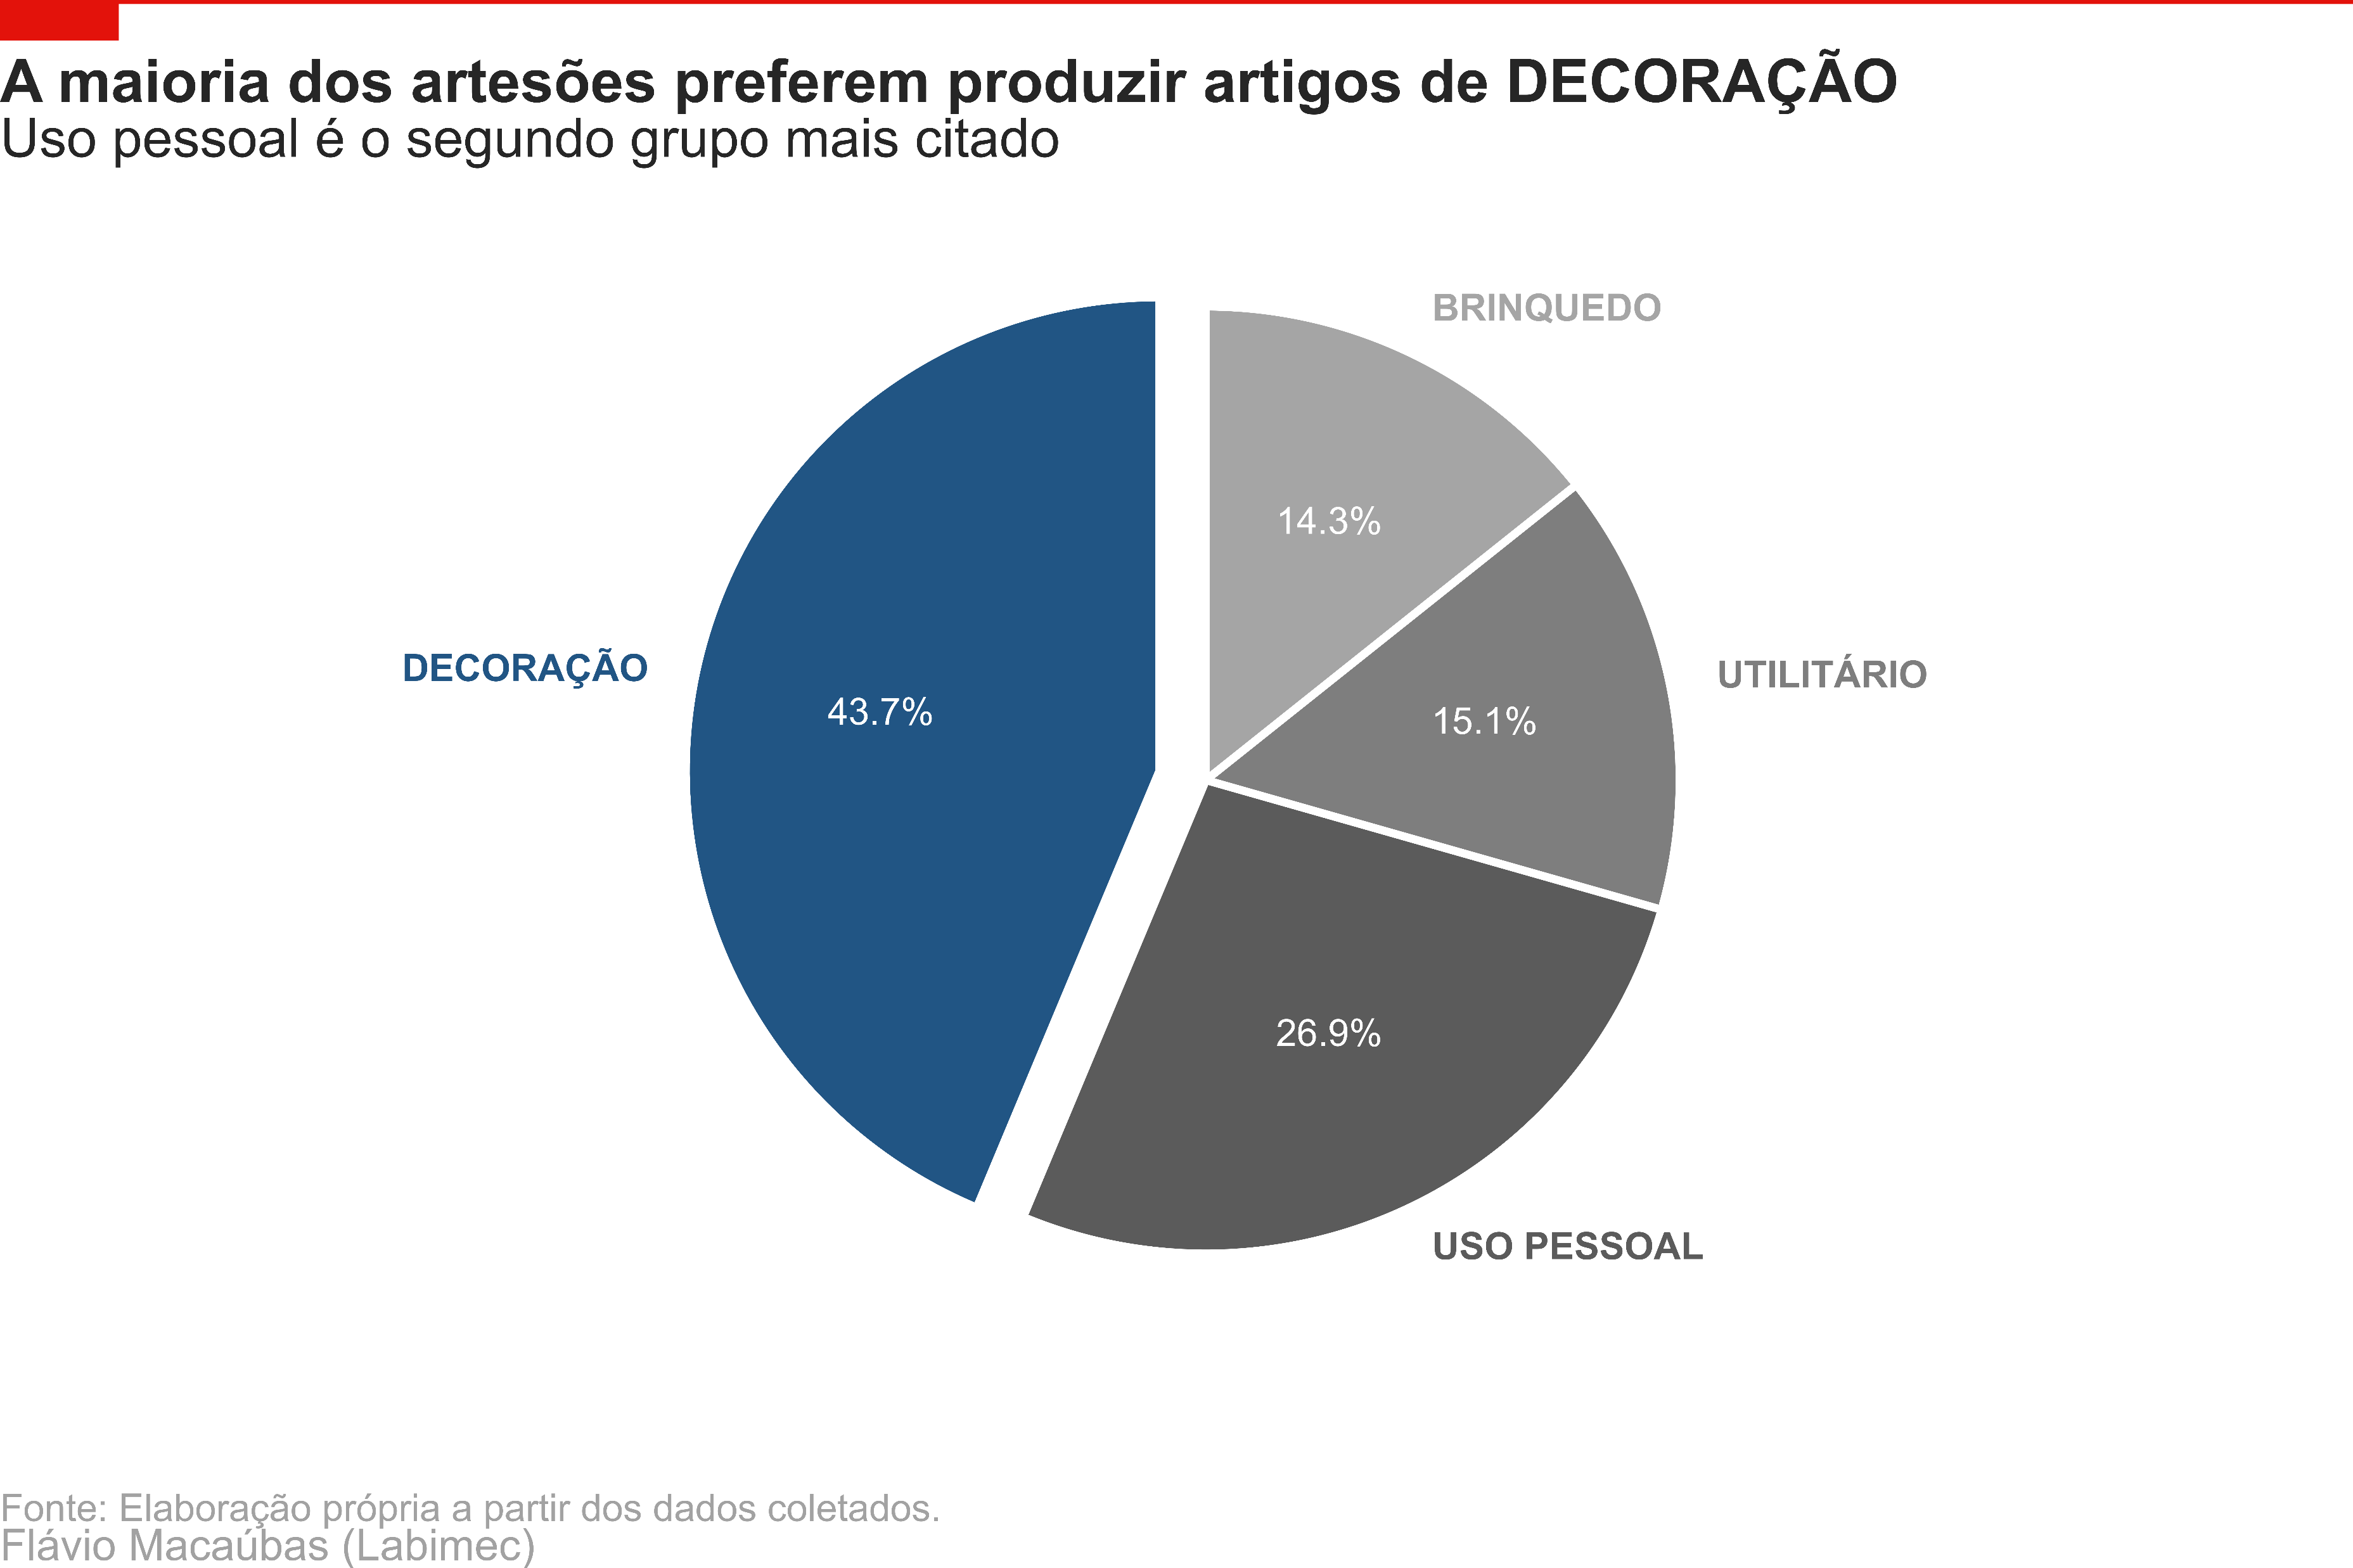 A maioria dos artesões preferem produzir artigos de DECORAÇÃO
Uso pessoal é o segundo grupo mais citado
BRINQUEDO
14.3%
DECORAÇÃO
43.7%
UTILITÁRIO
15.1%
26.9%
USO PESSOAL
Fonte: Elaboração própria a partir dos dados coletados.
Flávio Macaúbas (Labimec)